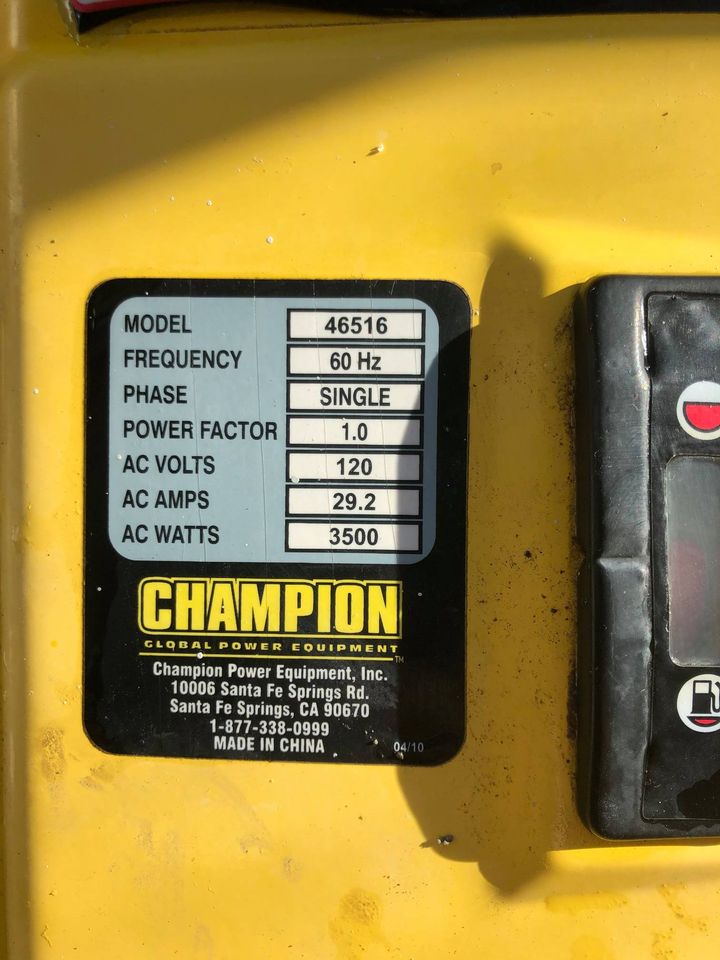 MODEL 46516
FREQUENCY 60 Hz
PHASE SINGLE
POWER FACTOR 1.0
AC VOLTS 120
AC AMPS 29.2
AC WATTS 3500
CHAMPION
GLOBAL POWER EQUIPMENT
TM
Champion Power Equipment, Inc.
10006 Santa Fe Springs Rd.
Santa Fe Springs, CA 90670
1-877-338-0999
MADE IN CHINA 04/10